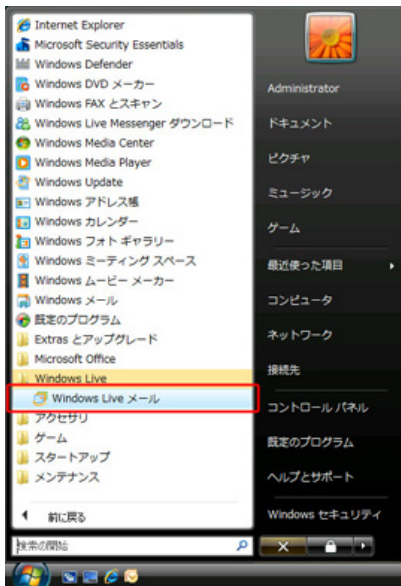 Internet Explorer
Microsoft Security Essentials
Windows Defender
Windows DVD メーカー
Windows FAX とスキャン
Windows Live Messenger ダウンロード
Windows Media Center
Windows Media Player
Windows Update
Windows アドレス帳
Windows カレンダー
Windows フォト ギャラリー
Windows ミーティング スペース
Windows ムービー メーカー
Windows メール
既定のプログラム
Extras とアップグレード
Microsoft Office
Windows Live
Windows Live メール
アクセサリ
ゲーム
スタートアップ
メンテナンス
前に戻る
検索の開始
Administrator
ドキュメント
ピクチャ
ミュージック
ゲーム
最近使った項目
コンピュータ
ネットワーク
接続先
コントロール パネル
既定のプログラム
ヘルプとサポート
Windows セキュリティ